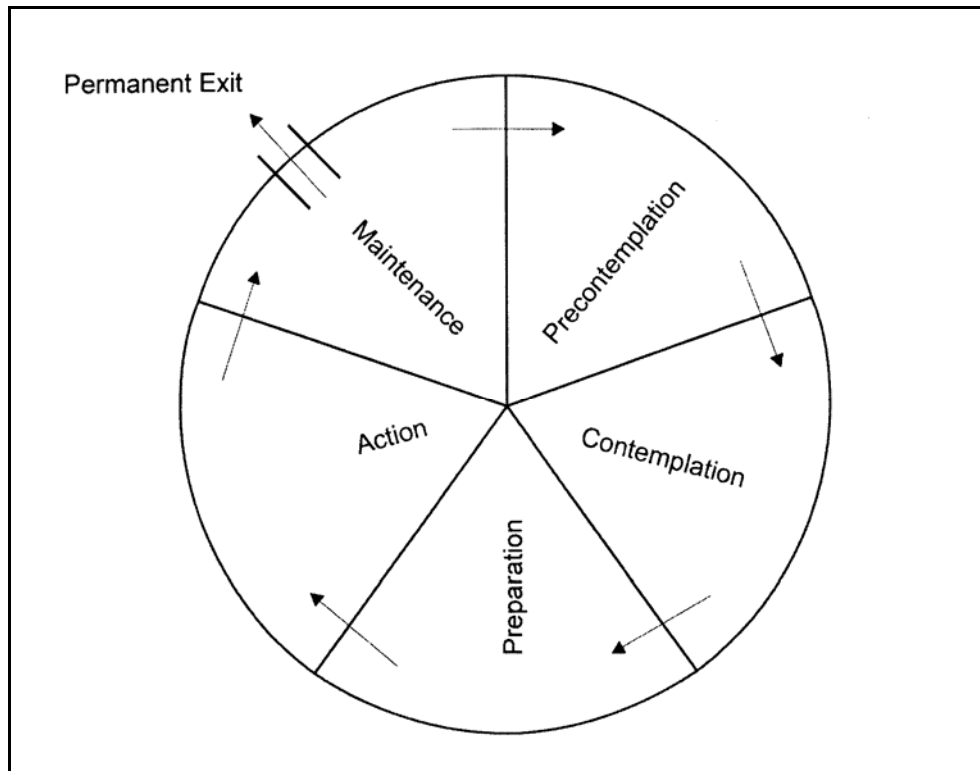 Permanent Exit
Maintenance
Precontemplation
Action
Contemplation
Preparation